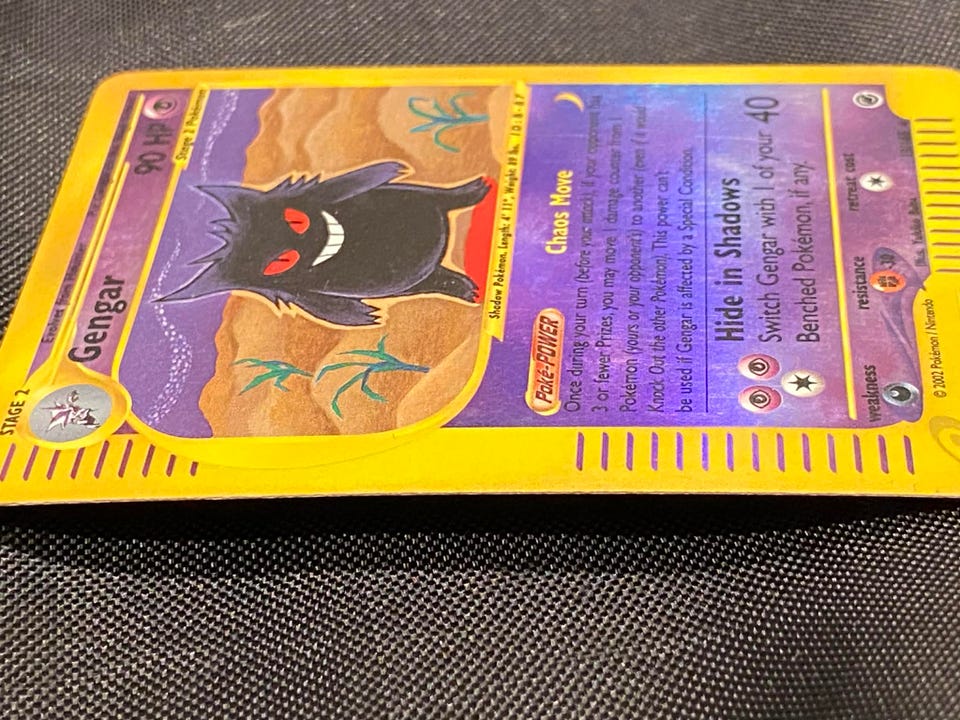 STAGE 2
Evolves from
Gengar
90 HP
Stage 2 Pokémon
Shadow Pokémon. Length: 4' 11", Weight: 89 lbs.
Poké-POWER
Chaos Move
Once during your turn (before your attack), if your opponent has
3 or fewer Prizes, you may move 1 damage counter from 1
Pokémon (yours or your opponent's) to another (even if it would
Knock Out the other Pokémon). This power can't
be used if Gengar is affected by a Special Condition.
Hide in Shadows
40
Switch Gengar with 1 of your
Benched Pokémon, if any.
weakness
resistance
30
retreat cost
© 2002 Pokémon / Nintendo